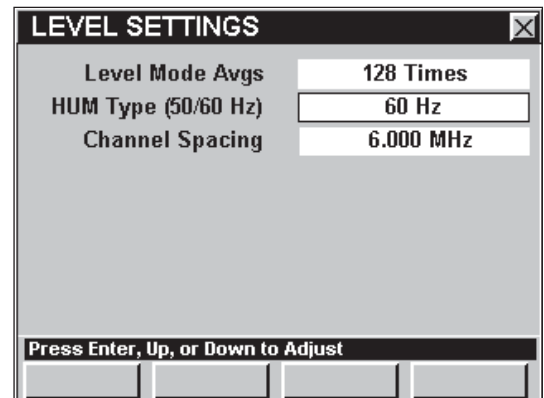 LEVEL SETTINGS
Level Mode Avgs 128 Times
HUM Type (50/60 Hz) 60 Hz
Channel Spacing 6.000 MHz
Press Enter, Up, or Down to Adjust